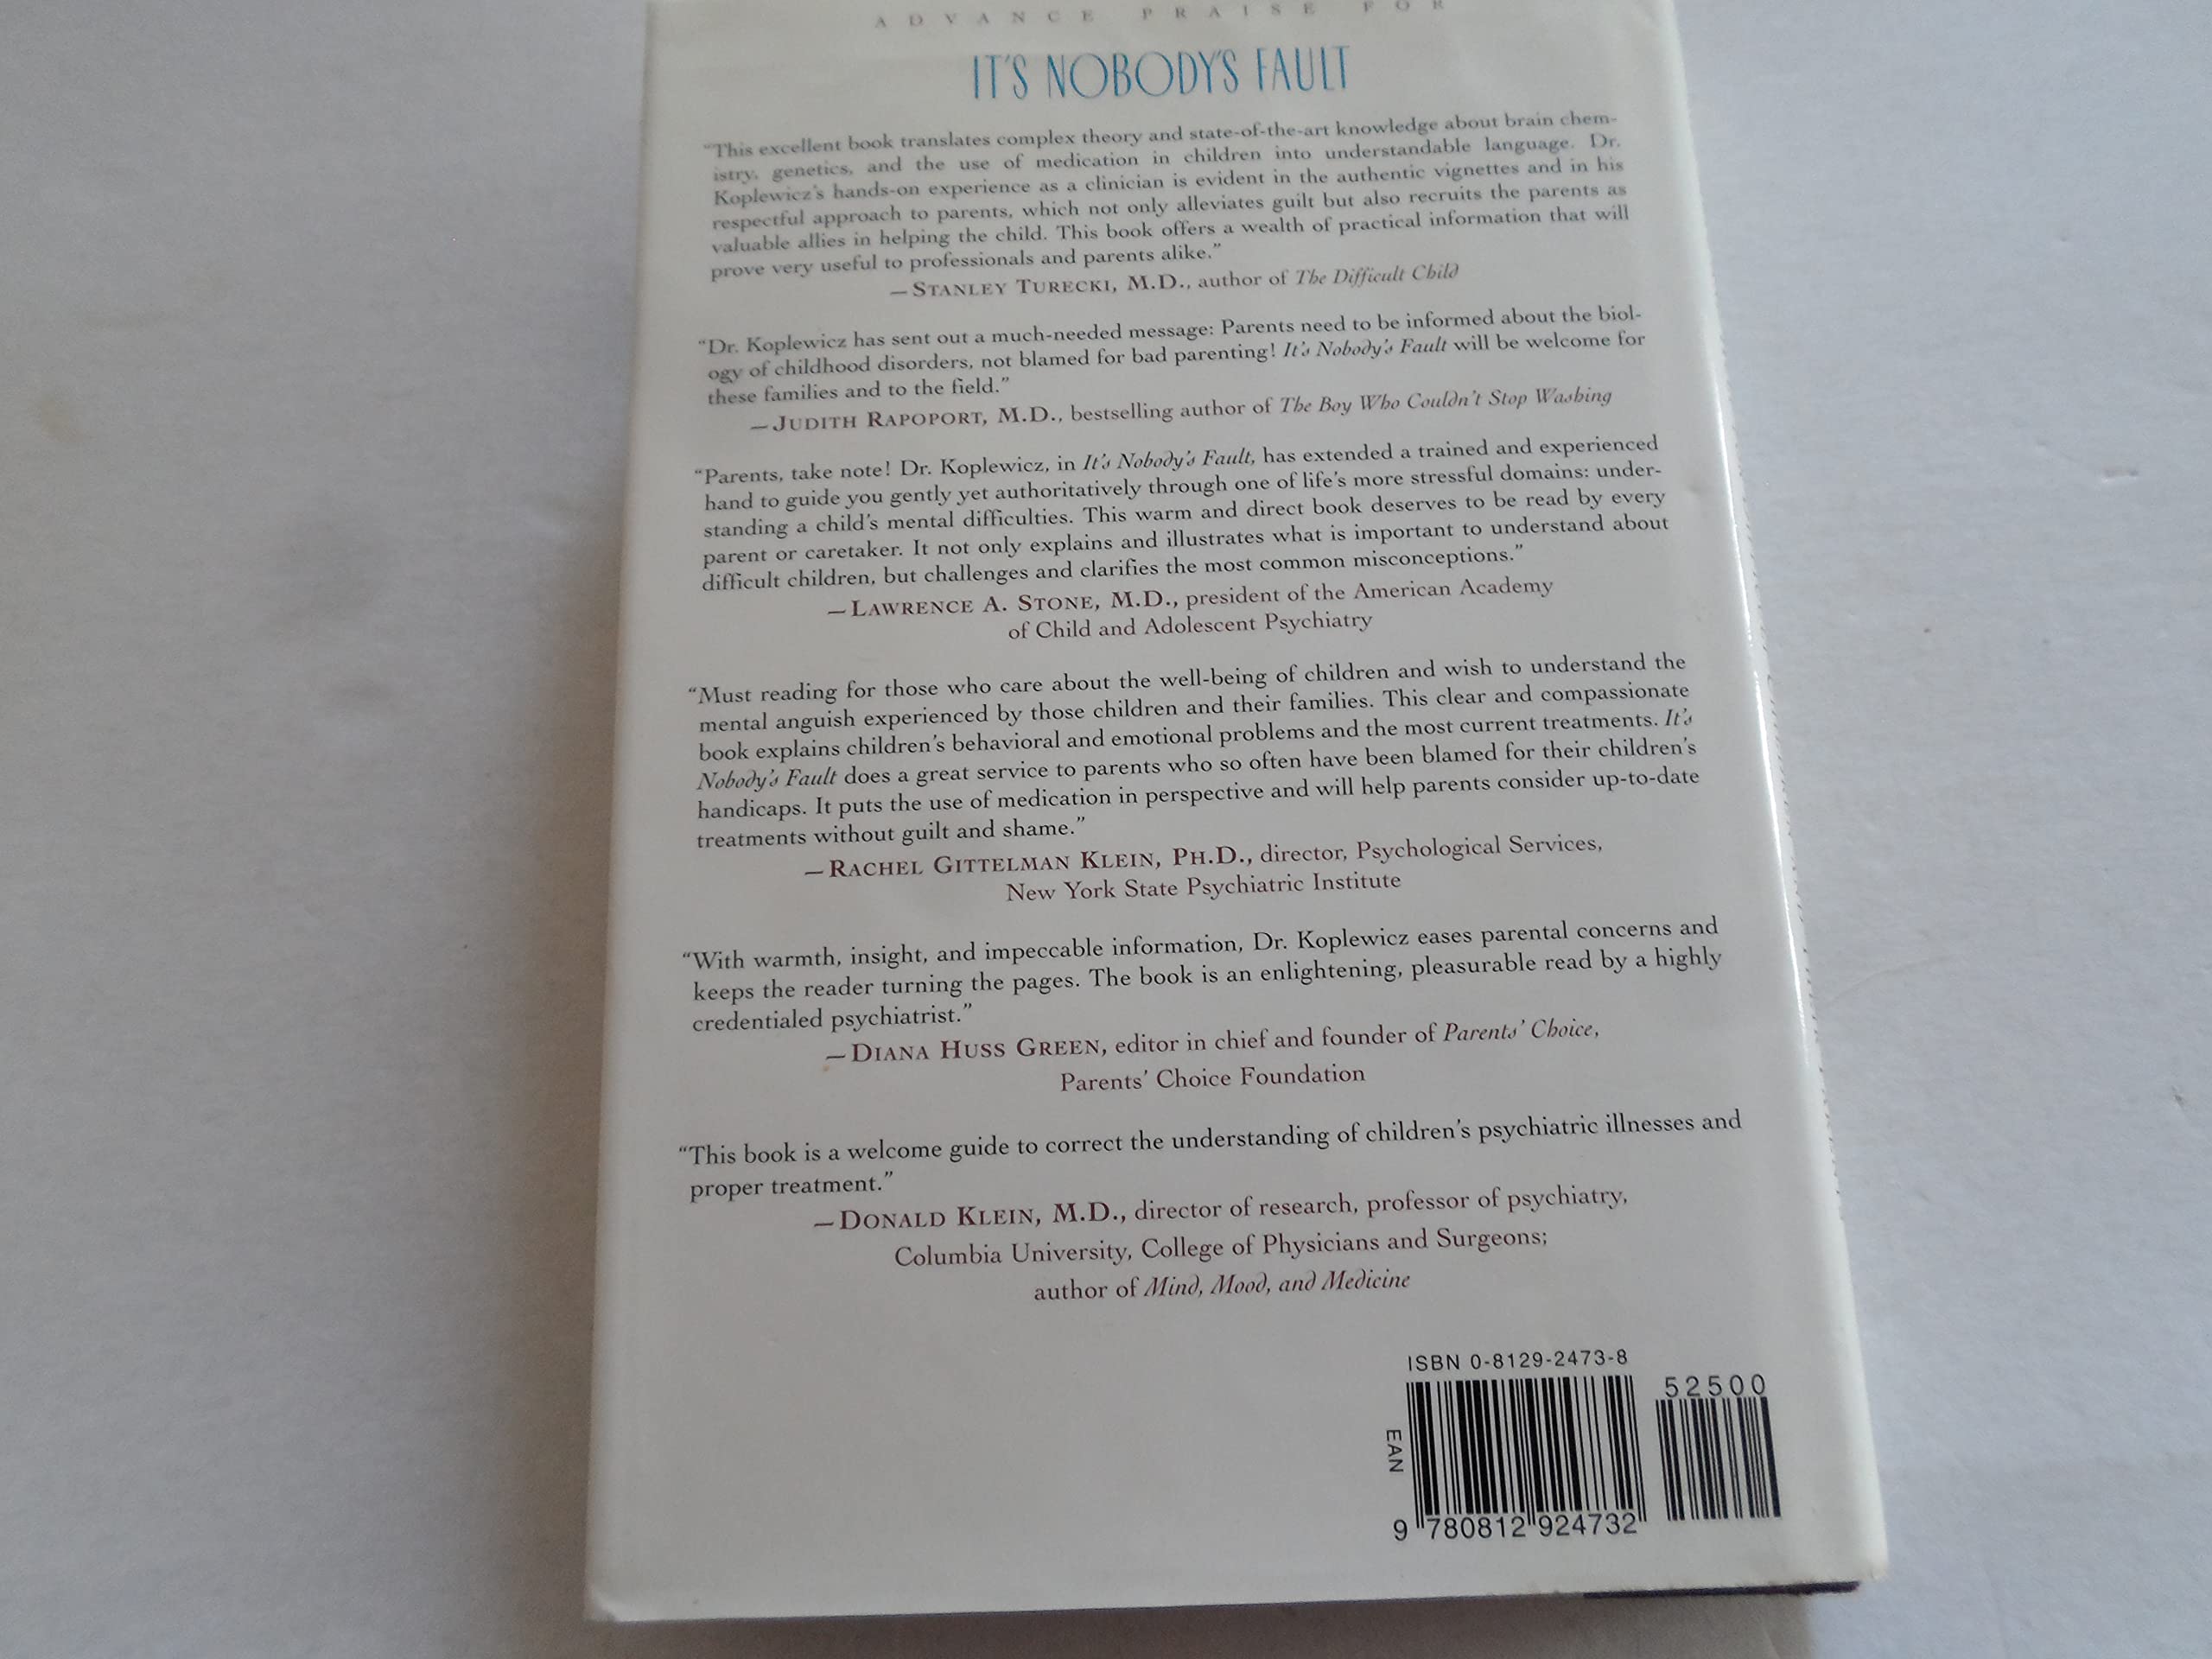 ADVANCE PRAISE FOR
IT'S NOBODY'S FAULT
"This excellent book translates complex theory and state-of-the-art knowledge about brain chem-
istry, genetics, and the use of medication in children into understandable language. Dr.
Koplewicz's hands-on experience as a clinician is evident in the authentic vignettes and in his
respectful approach to parents, which not only alleviates guilt but also recruits the parents as
valuable allies in helping the child. This book offers a wealth of practical information that will
prove very useful to professionals and parents alike."
—STANLEY TURECKI, M.D., author of The Difficult Child
"Dr. Koplewicz has sent out a much-needed message: Parents need to be informed about the biol-
ogy of childhood disorders, not blamed for bad parenting! It's Nobody's Fault will be welcome for
these families and to the field."
—JUDITH RAPOPORT, M.D., bestselling author of The Boy Who Couldn't Stop Washing
"Parents, take note! Dr. Koplewicz, in It's Nobody's Fault, has extended a trained and experienced
hand to guide you gently yet authoritatively through one of life's more stressful domains: under-
standing a child's mental difficulties. This warm and direct book deserves to be read by every
parent or caretaker. It not only explains and illustrates what is important to understand about
difficult children, but challenges and clarifies the most common misconceptions."
—LAWRENCE A. STONE, M.D., president of the American Academy
of Child and Adolescent Psychiatry
"Must reading for those who care about the well-being of children and wish to understand the
mental anguish experienced by those children and their families. This clear and compassionate
book explains children's behavioral and emotional problems and the most current treatments. It's
Nobody's Fault does a great service to parents who so often have been blamed for their children's
handicaps. It puts the use of medication in perspective and will help parents consider up-to-date
treatments without guilt and shame."
—RACHEL GITTELMAN KLEIN, PH.D., director, Psychological Services,
New York State Psychiatric Institute
"With warmth, insight, and impeccable information, Dr. Koplewicz eases parental concerns and
keeps the reader turning the pages. The book is an enlightening, pleasurable read by a highly
credentialed psychiatrist."
—DIANA HUSS GREEN, editor in chief and founder of Parents' Choice,
Parents' Choice Foundation
"This book is a welcome guide to correct the understanding of children's psychiatric illnesses and
proper treatment."
—DONALD KLEIN, M.D., director of research, professor of psychiatry,
Columbia University, College of Physicians and Surgeons;
author of Mind, Mood, and Medicine
ISBN 0-8129-2473-8
52500
EAN
9 780812 924732